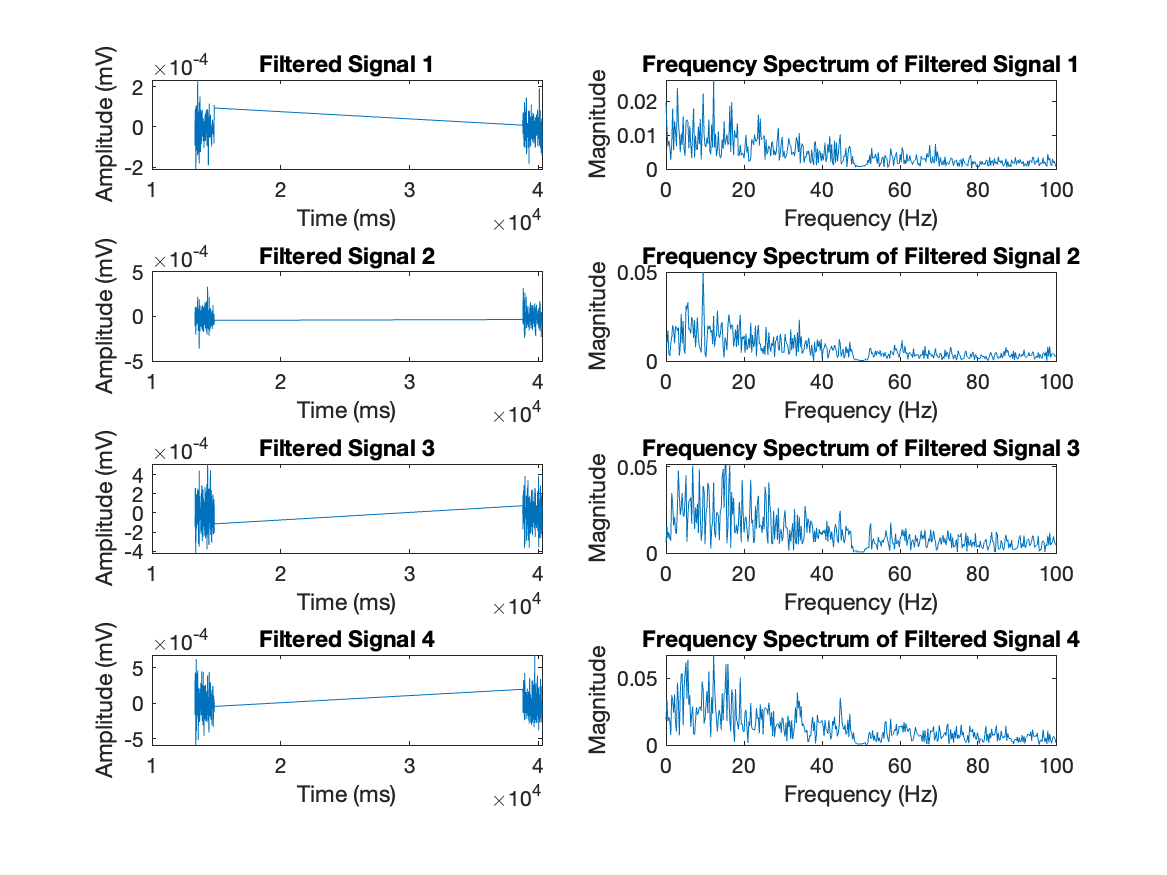 Filtered Signal 1
×10⁻⁴
Amplitude (mV)
2
0
-2
1 2 3 4
Time (ms)
×10⁴
Frequency Spectrum of Filtered Signal 1
Magnitude
0.02
0.01
0
0 20 40 60 80 100
Frequency (Hz)
Filtered Signal 2
×10⁻⁴
Amplitude (mV)
5
0
-5
1 2 3 4
Time (ms)
×10⁴
Frequency Spectrum of Filtered Signal 2
Magnitude
0.05
0
0 20 40 60 80 100
Frequency (Hz)
Filtered Signal 3
×10⁻⁴
Amplitude (mV)
4
2
0
-2
-4
1 2 3 4
Time (ms)
×10⁴
Frequency Spectrum of Filtered Signal 3
Magnitude
0.05
0
0 20 40 60 80 100
Frequency (Hz)
Filtered Signal 4
×10⁻⁴
Amplitude (mV)
5
0
-5
1 2 3 4
Time (ms)
×10⁴
Frequency Spectrum of Filtered Signal 4
Magnitude
0.05
0
0 20 40 60 80 100
Frequency (Hz)